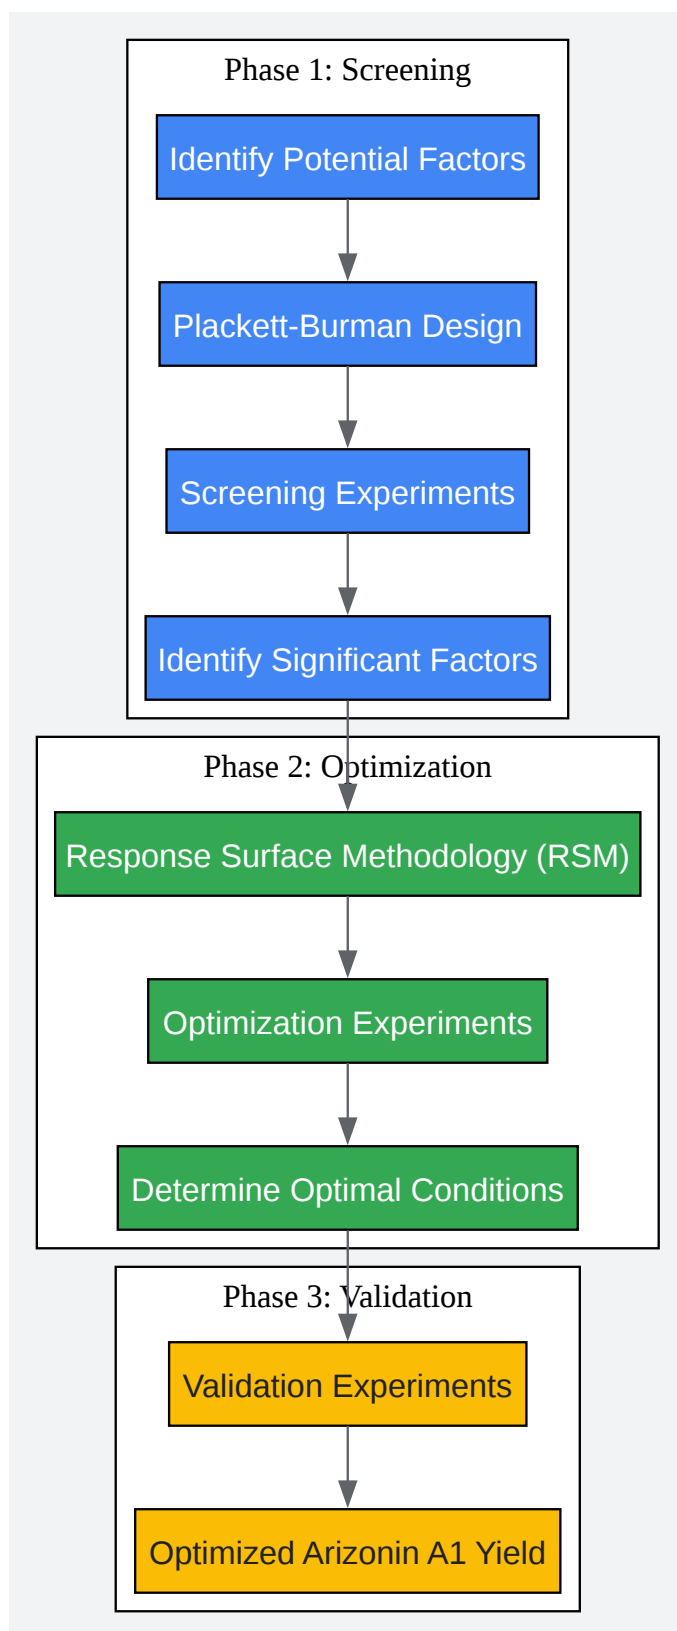 Phase 1: Screening
Identify Potential Factors
Plackett-Burman Design
Screening Experiments
Identify Significant Factors
Phase 2: Optimization
Response Surface Methodology (RSM)
Optimization Experiments
Determine Optimal Conditions
Phase 3: Validation
Validation Experiments
Optimized Arizonin A1 Yield